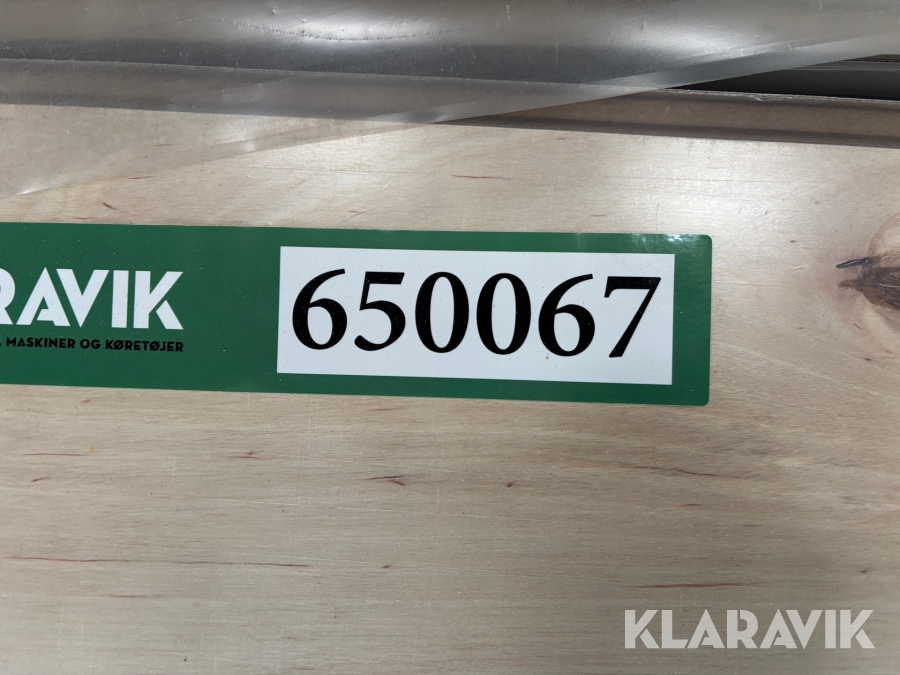 RAVIK
MASKINER OG KØRETØJER
650067
KLARAVIK